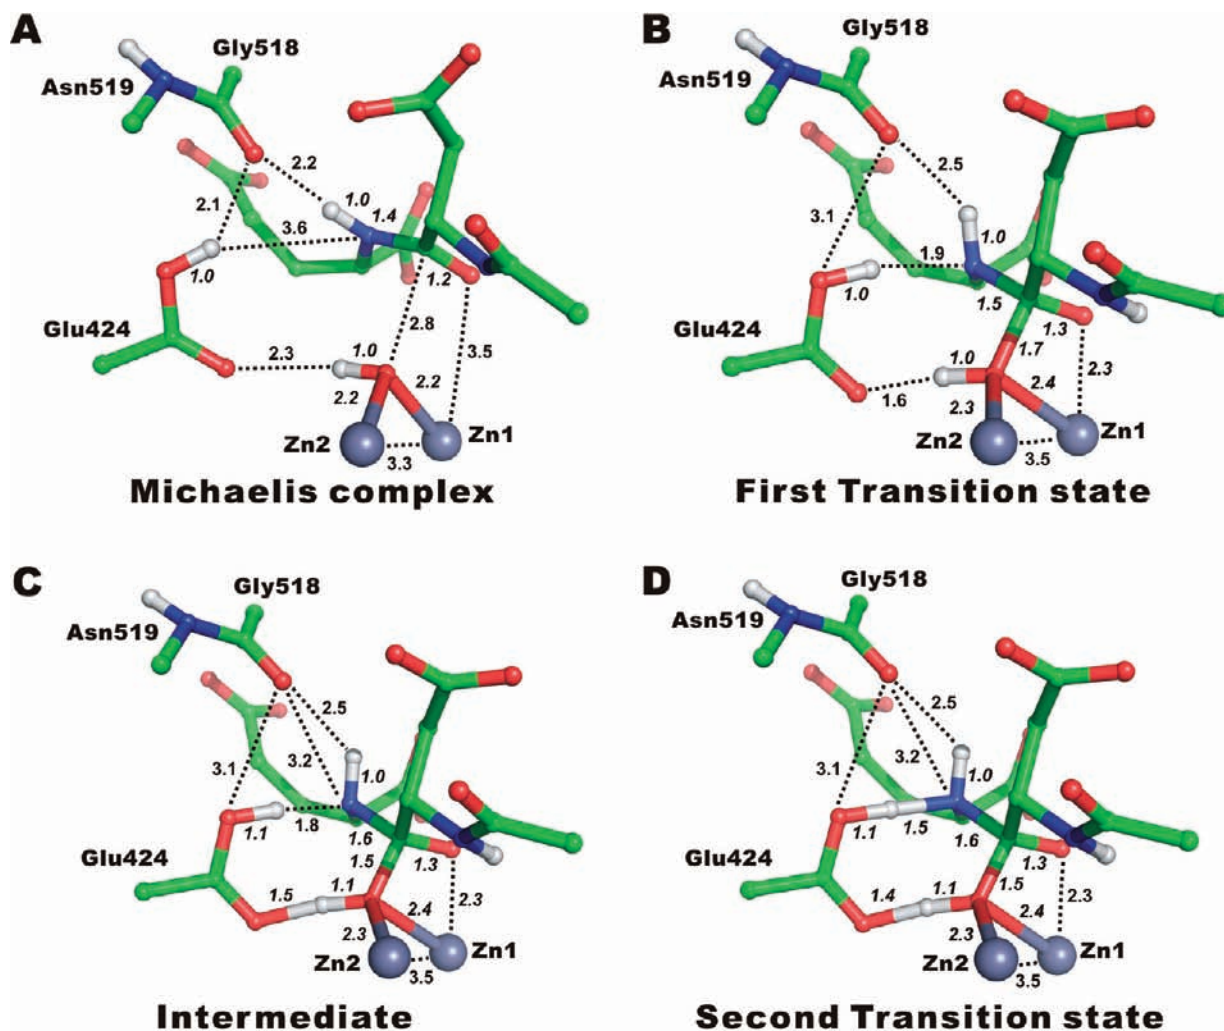 A
Gly518
Asn519
2.2
2.1
1.0
1.4
3.6
1.0
1.2
Glu424
2.8
2.3
1.0
3.5
2.2
2.2
Zn2
Zn1
3.3
Michaelis complex
B
Gly518
Asn519
2.5
3.1
1.0
1.9
1.0
1.5
Glu424
1.3
1.7
1.0
2.3
1.6
2.4
2.3
Zn2
Zn1
3.5
First Transition state
C
Gly518
Asn519
2.5
3.2
3.1
1.0
1.1
1.8
1.6
Glu424
1.5
1.3
1.5
1.1
2.3
2.4
2.3
Zn2
Zn1
3.5
Intermediate
D
Gly518
Asn519
2.5
3.2
3.1
1.0
1.1
1.5
1.6
Glu424
1.3
1.5
1.4
1.1
2.3
2.4
2.3
Zn2
Zn1
3.5
Second Transition state